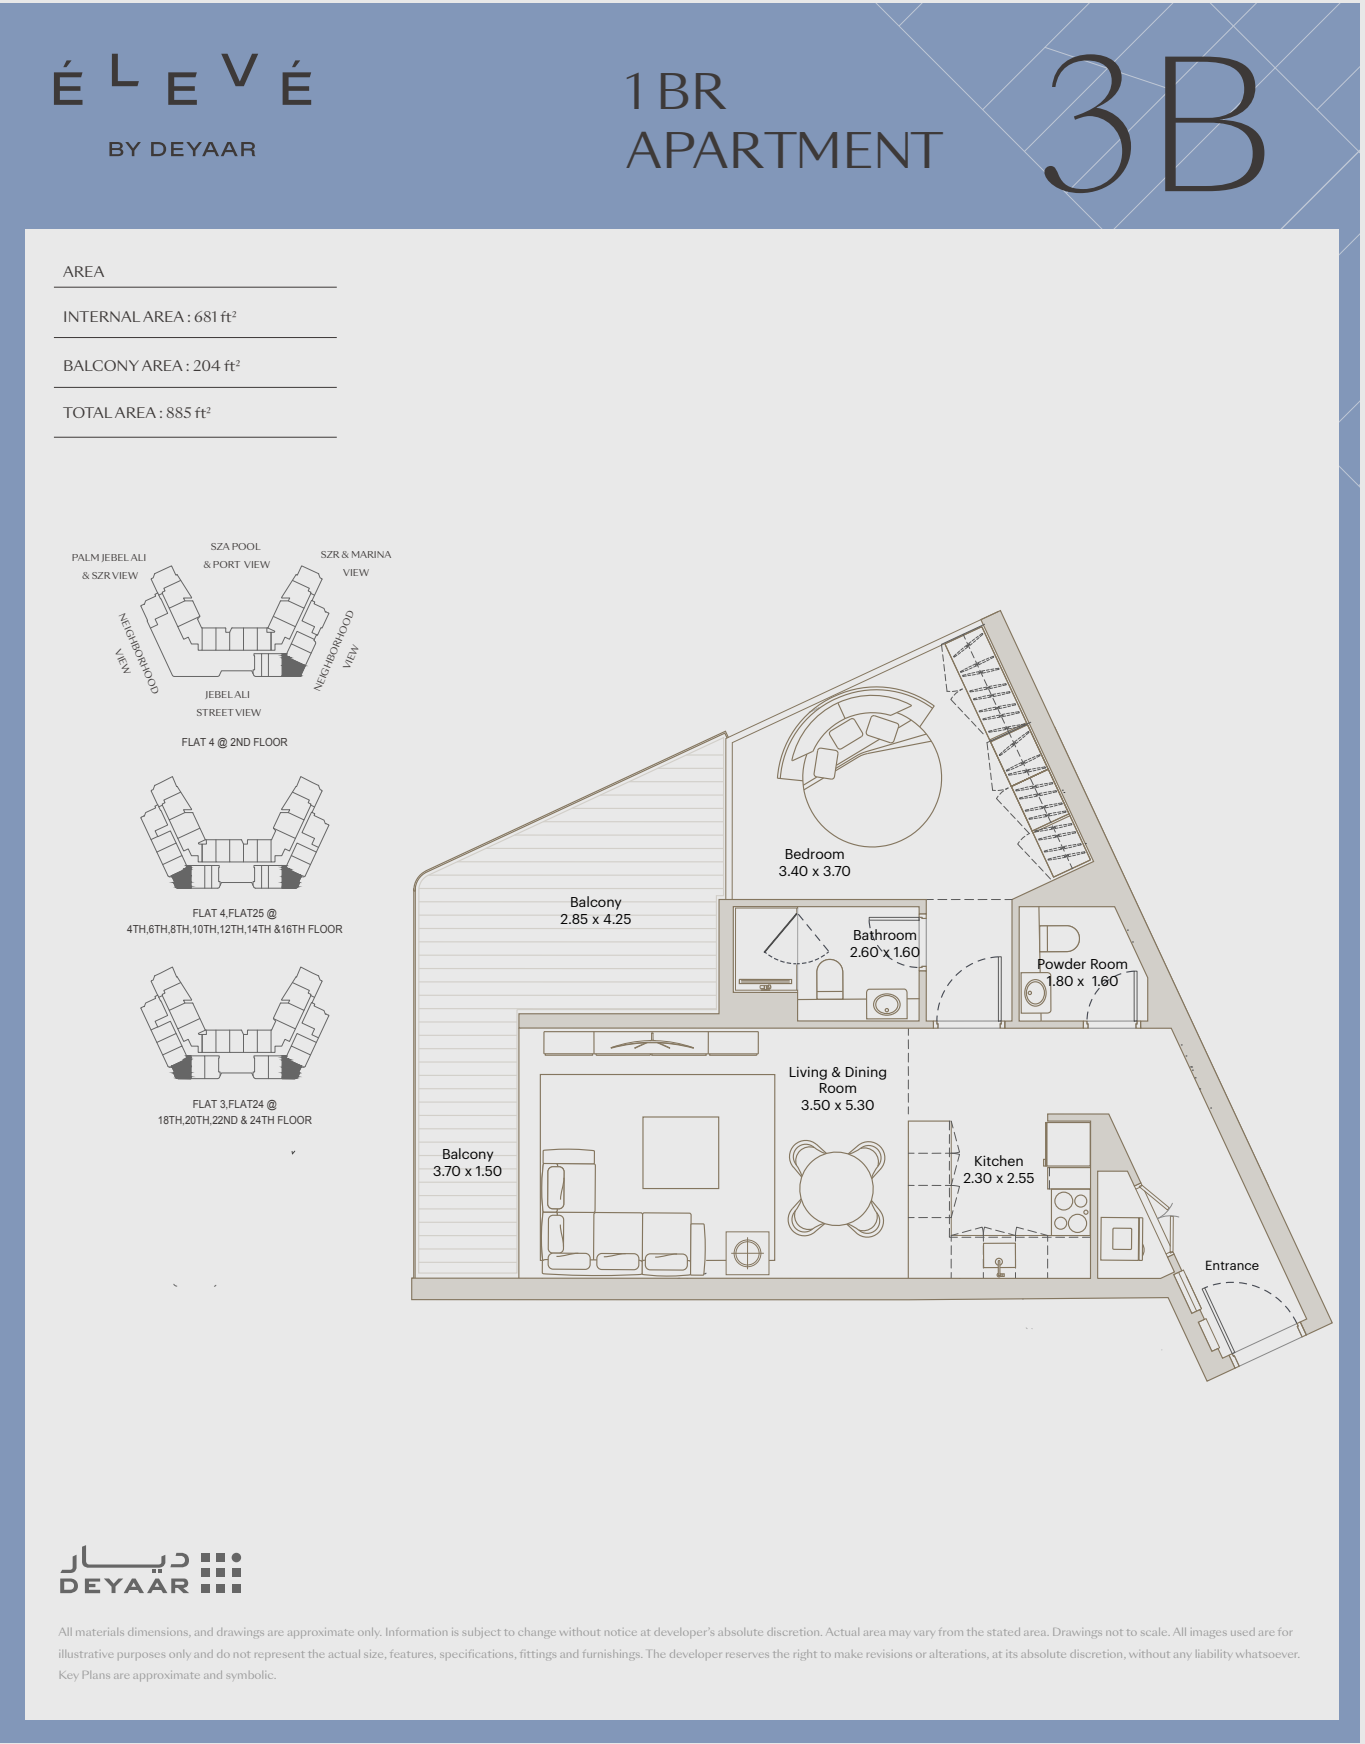 ÉLEVÉ
BY DEYAAR
1 BR
APARTMENT
3B
AREA
INTERNAL AREA : 681 ft²
BALCONY AREA : 204 ft²
TOTAL AREA : 885 ft²
PALM JEBEL ALI
& SZR VIEW
SZA POOL
& PORT VIEW
SZR & MARINA
VIEW
NEIGHBORHOOD
VIEW
NEIGHBORHOOD
VIEW
JEBEL ALI
STREET VIEW
FLAT 4 @ 2ND FLOOR
FLAT 4,FLAT25 @
4TH,6TH,8TH,10TH,12TH,14TH &16TH FLOOR
FLAT 3,FLAT24 @
18TH,20TH,22ND & 24TH FLOOR
Bedroom
3.40 x 3.70
Balcony
2.85 x 4.25
Bathroom
2.60 x 1.60
Powder Room
1.80 x 1.60
Living & Dining
Room
3.50 x 5.30
Balcony
3.70 x 1.50
Kitchen
2.30 x 2.55
Entrance
ديار
DEYAAR
All materials dimensions, and drawings are approximate only. Information is subject to change without notice at developer's absolute discretion. Actual area may vary from the stated area. Drawings not to scale. All images used are for
illustrative purposes only and do not represent the actual size, features, specifications, fittings and furnishings. The developer reserves the right to make revisions or alterations, at its absolute discretion, without any liability whatsoever.
Key Plans are approximate and symbolic.